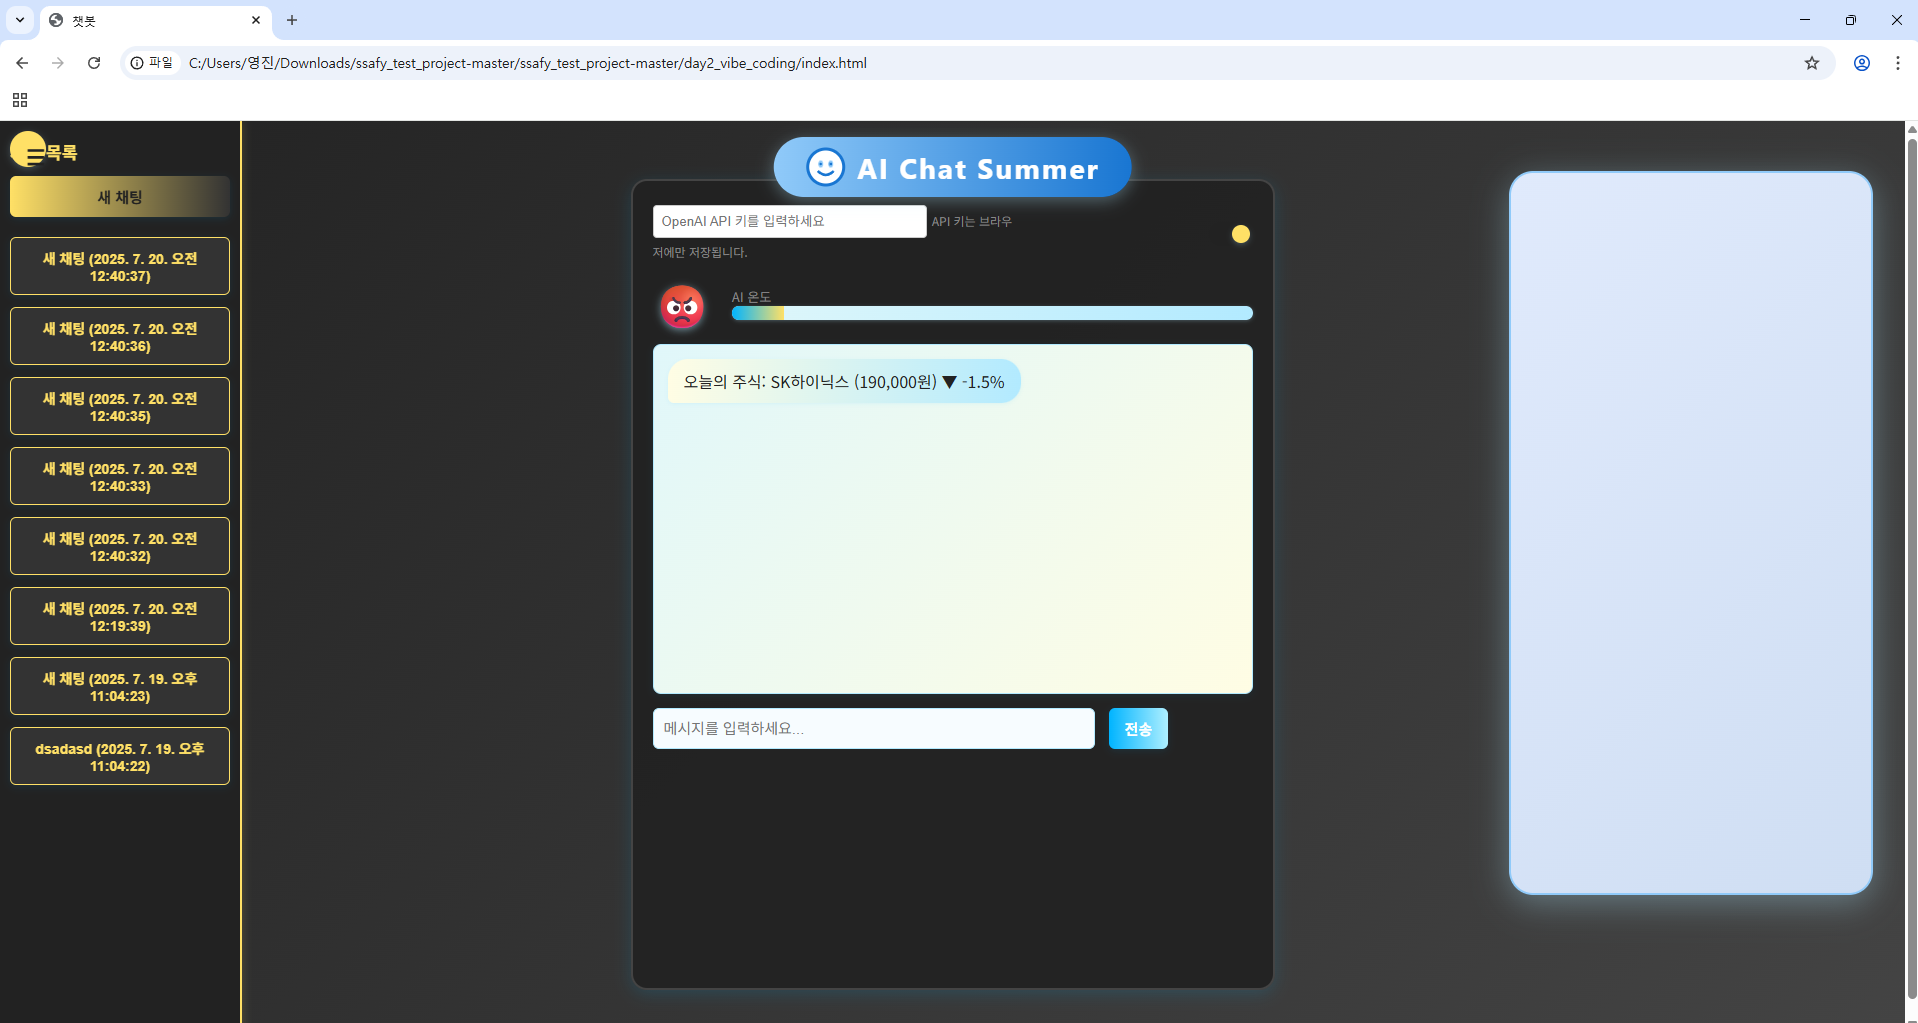 챗봇
파일
C:/Users/영진/Downloads/ssafy_test_project-master/ssafy_test_project-master/day2_vibe_coding/index.html
목록
새 채팅
새 채팅 (2025. 7. 20. 오전
12:40:37)
새 채팅 (2025. 7. 20. 오전
12:40:36)
새 채팅 (2025. 7. 20. 오전
12:40:35)
새 채팅 (2025. 7. 20. 오전
12:40:33)
새 채팅 (2025. 7. 20. 오전
12:40:32)
새 채팅 (2025. 7. 20. 오전
12:19:39)
새 채팅 (2025. 7. 19. 오후
11:04:23)
dsadasd (2025. 7. 19. 오후
11:04:22)
AI Chat Summer
OpenAI API 키를 입력하세요 API 키는 브라우
저에만 저장됩니다.
AI 온도
오늘의 주식: SK하이닉스 (190,000원) ▼ -1.5%
메시지를 입력하세요...
전송